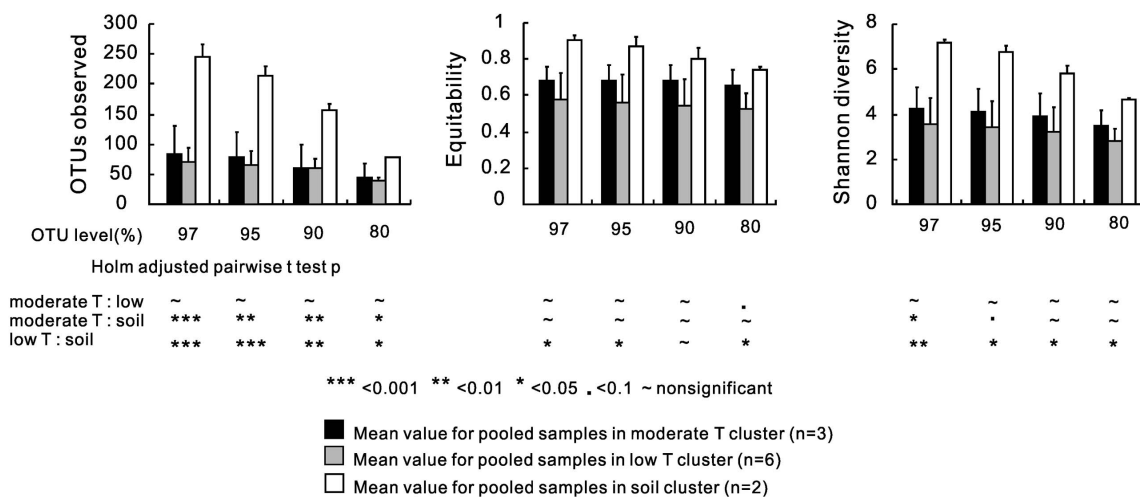 OTUs observed
300
250
200
150
100
50
0
Equitability
1
0.8
0.6
0.4
0.2
0
Shannon diversity
8
6
4
2
0
OTU level(%) 97 95 90 80 97 95 90 80 97 95 90 80
Holm adjusted pairwise t test p
moderate T : low ~ ~ ~ ~ ~ ~ ~ . ~ ~ ~ ~
moderate T : soil *** ** ** * ~ ~ ~ ~ * . ~ ~
low T : soil *** *** ** * * * ~ * ** * * *
*** <0.001 ** <0.01 * <0.05 . <0.1 ~ nonsignificant
Mean value for pooled samples in moderate T cluster (n=3)
Mean value for pooled samples in low T cluster (n=6)
Mean value for pooled samples in soil cluster (n=2)